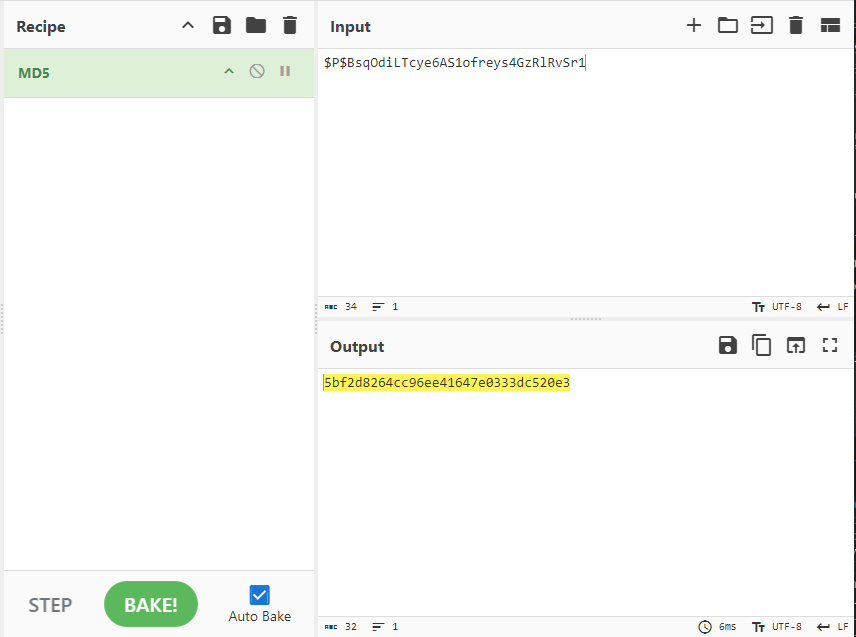 Recipe
MD5
STEP
BAKE!
Auto Bake
Input
$P$BsqOdiLTcye6AS1ofreys4GzRlRvSr1
ABC 34 1
Tт UTF-8 LF
Output
5bf2d8264cc96ee41647e0333dc520e3
ABC 32 1
6ms Tт UTF-8 LF